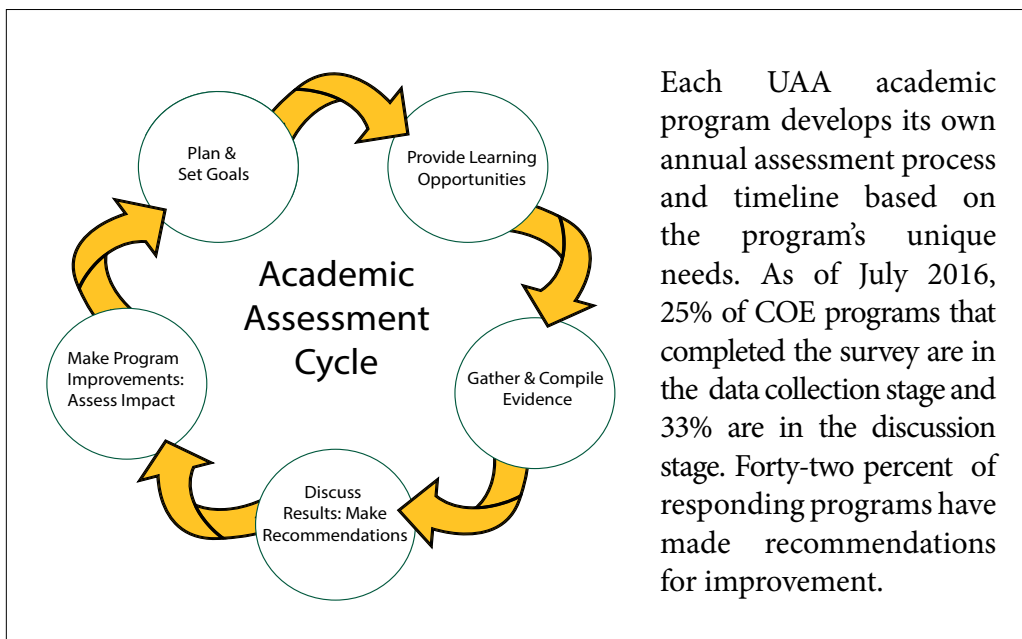 Plan &
Set Goals
Provide Learning
Opportunities
Gather & Compile
Evidence
Discuss
Results: Make
Recommendations
Make Program
Improvements:
Assess Impact
Academic
Assessment
Cycle
Each UAA academic
program develops its own
annual assessment process
and timeline based on
the program's unique
needs. As of July 2016,
25% of COE programs that
completed the survey are in
the data collection stage and
33% are in the discussion
stage. Forty-two percent of
responding programs have
made recommendations
for improvement.